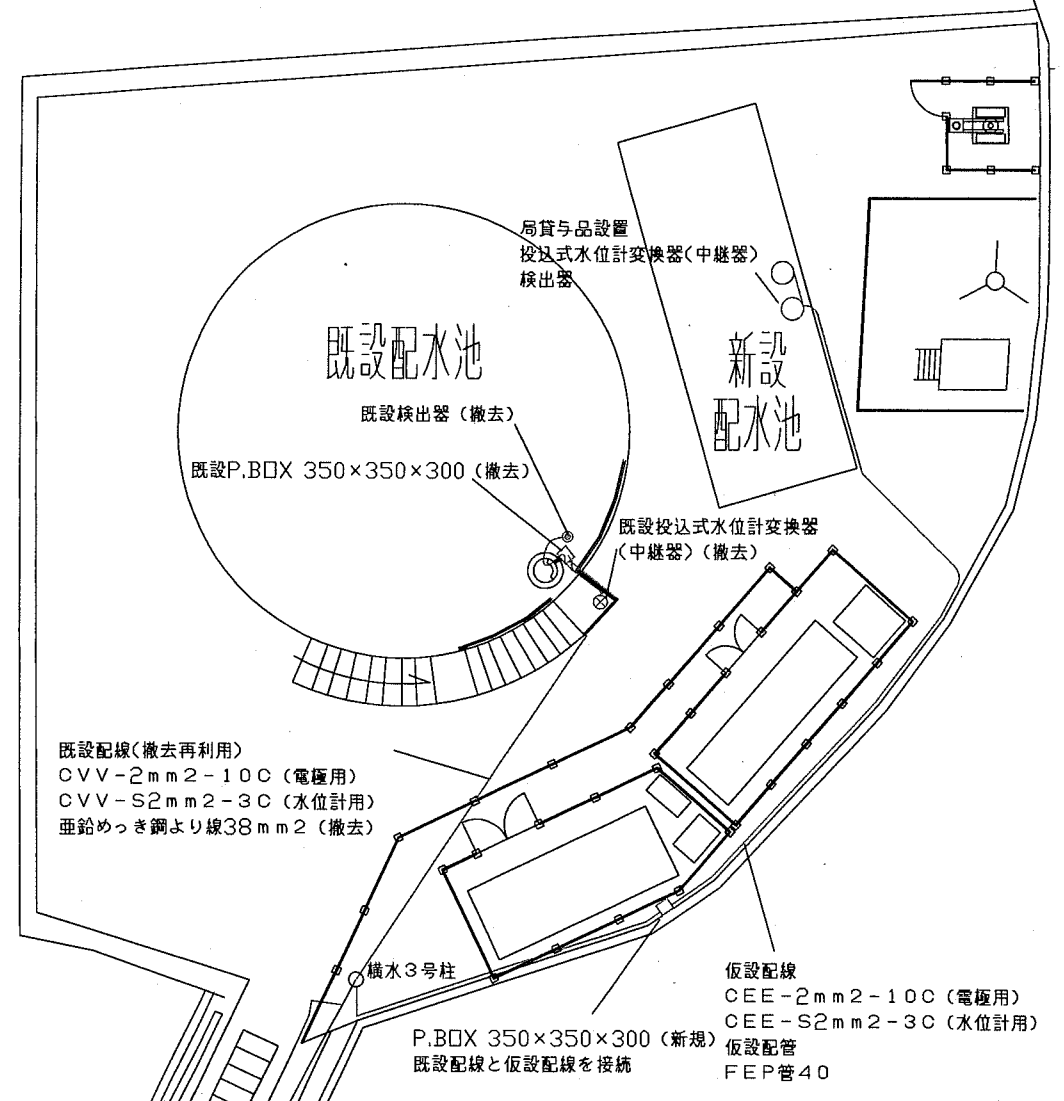 局貸与品設置
投込式水位計変換器(中継器)
検出器
既設配水池
新設
配水池
既設検出器（撤去）
既設P.BOX 350×350×300（撤去）
既設投込式水位計変換器
（中継器）（撤去）
既設配線(撤去再利用)
CVV-2mm2-10C（電極用）
CVV-S2mm2-3C（水位計用）
亜鉛めっき鋼より線38mm2（撤去）
横水3号柱
P.BOX 350×350×300（新規）
既設配線と仮設配線を接続
仮設配線
CEE-2mm2-10C（電極用）
CEE-S2mm2-3C（水位計用）
仮設配管
FEP管40